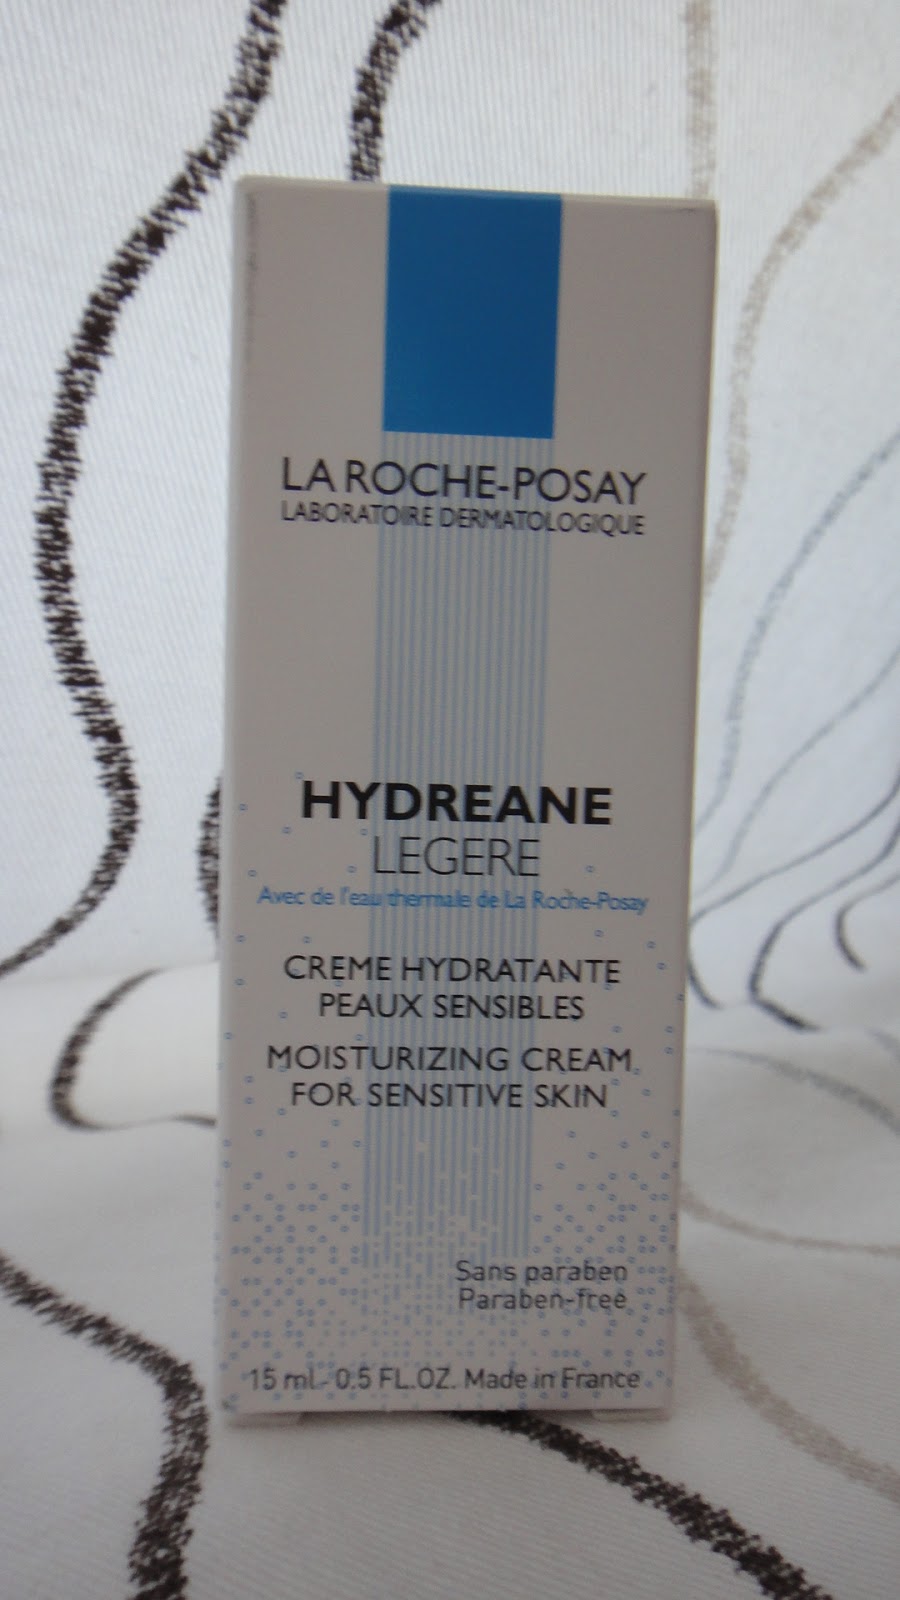 LA ROCHE-POSAY
LABORATOIRE DERMATOLOGIQUE
HYDREANE
LEGERE
Avec de l'eau thermale de La Roche-Posay
CREME HYDRATANTE
PEAUX SENSIBLES
MOISTURIZING CREAM
FOR SENSITIVE SKIN
Sans paraben
Paraben-free
15 ml - 0.5 FL.OZ. Made in France